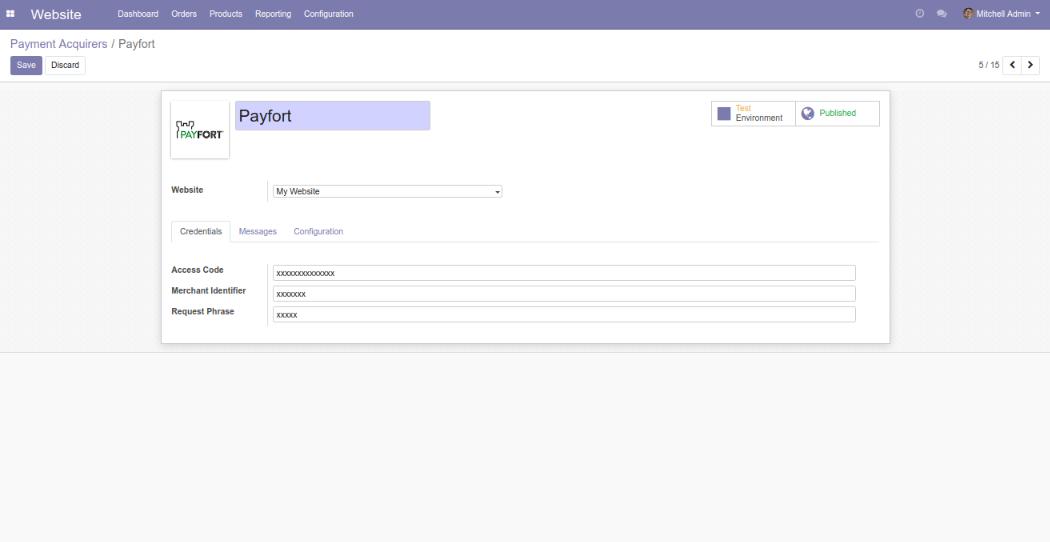 Website Dashboard Orders Products Reporting Configuration Mitchell Admin
Payment Acquirers / Payfort
Save Discard 5 / 15
PAYFORT
Payfort
Test
Environment
Published
Website My Website
Credentials Messages Configuration
Access Code xxxxxxxxxxxxxx
Merchant Identifier xxxxxxx
Request Phrase xxxxx